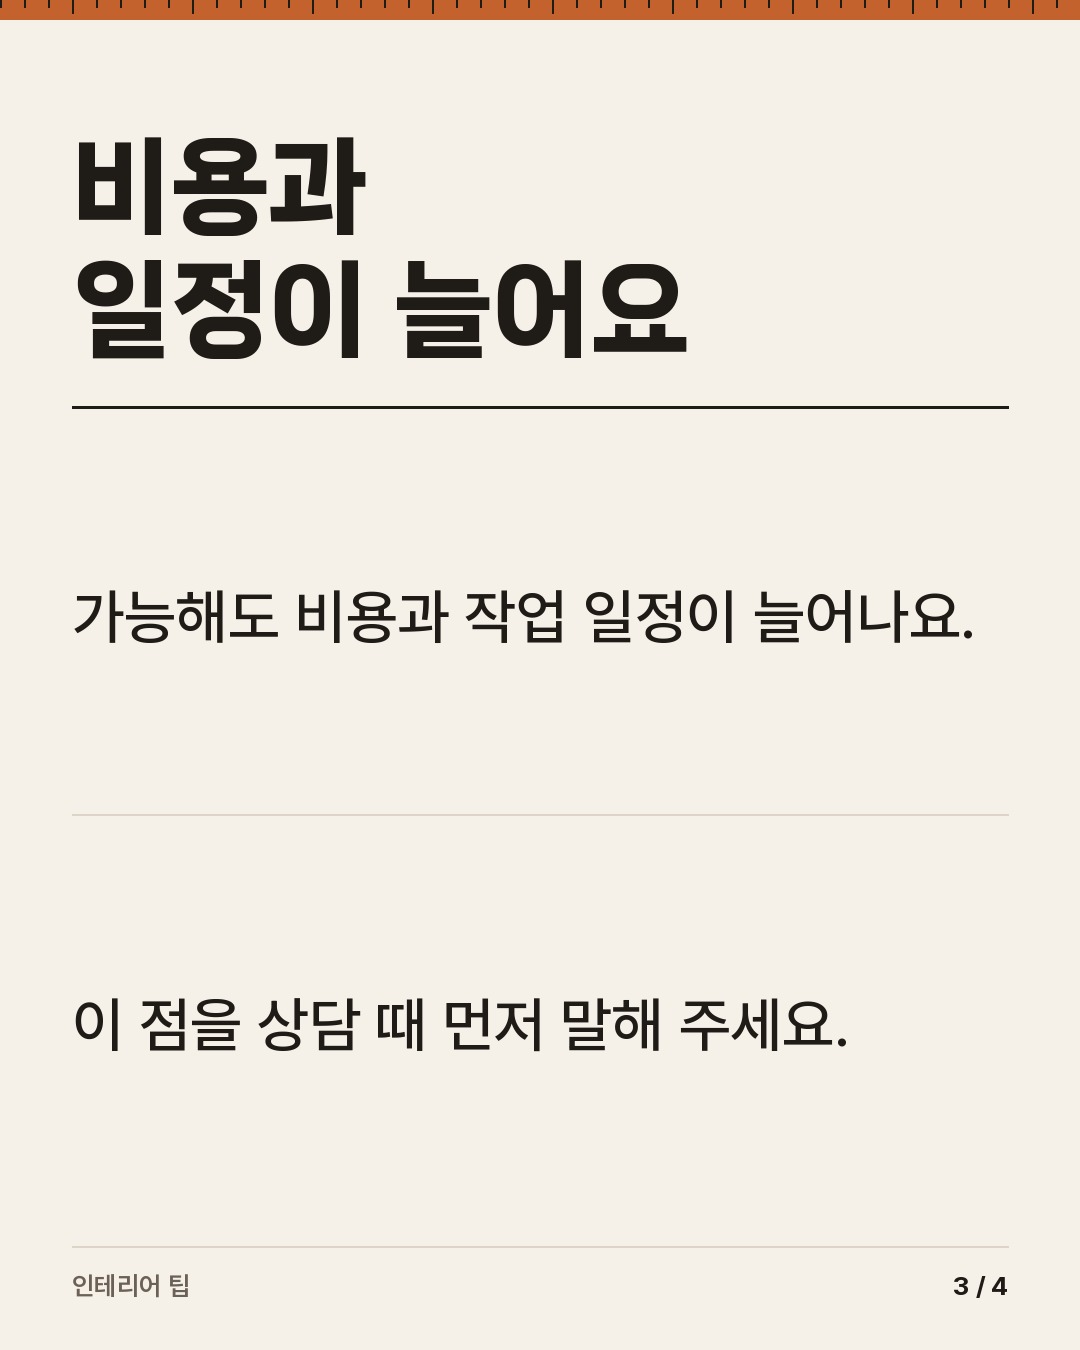 비용과
일정이 늘어요
가능해도 비용과 작업 일정이 늘어나요.
이 점을 상담 때 먼저 말해 주세요.
인테리어 팁
3 / 4